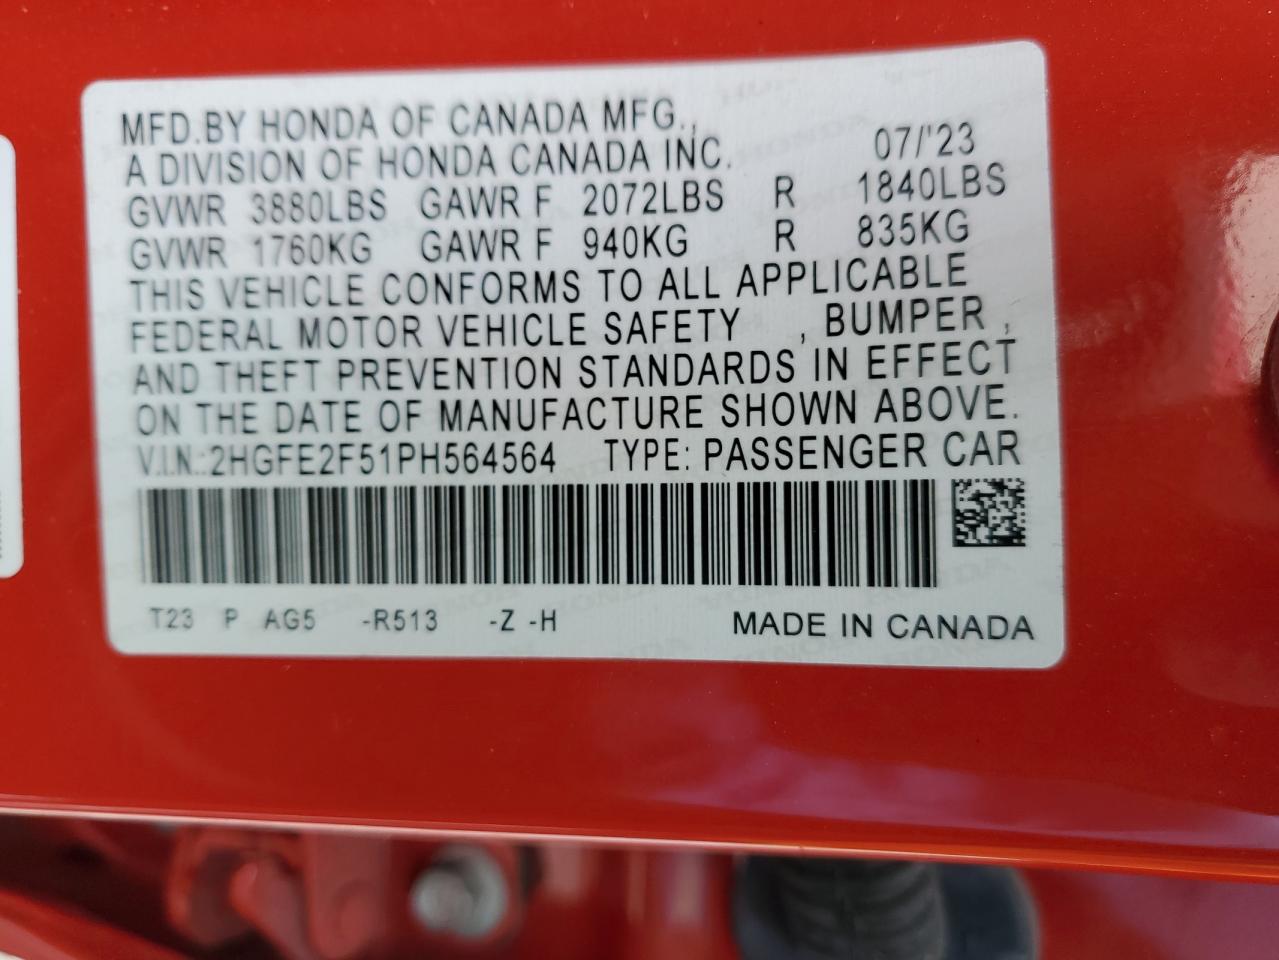 MFD.BY HONDA OF CANADA MFG.,
A DIVISION OF HONDA CANADA INC. 07/'23
GVWR 3880LBS GAWR F 2072LBS R 1840LBS
GVWR 1760KG GAWR F 940KG R 835KG
THIS VEHICLE CONFORMS TO ALL APPLICABLE
FEDERAL MOTOR VEHICLE SAFETY , BUMPER ,
AND THEFT PREVENTION STANDARDS IN EFFECT
ON THE DATE OF MANUFACTURE SHOWN ABOVE.
V.I.N.:2HGFE2F51PH564564 TYPE: PASSENGER CAR
T23 P AG5 -R513 -Z -H MADE IN CANADA